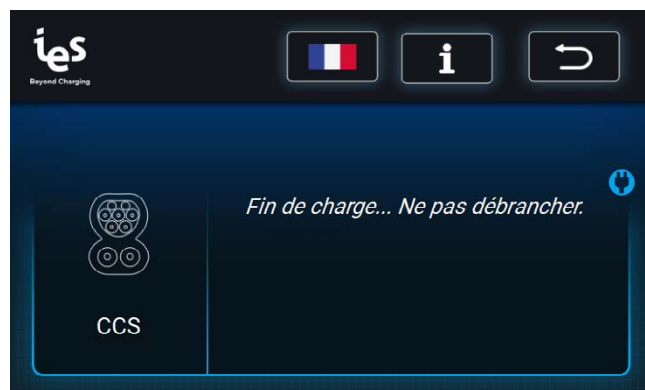 ies
Beyond Charging
i
Fin de charge... Ne pas débrancher.
CCS